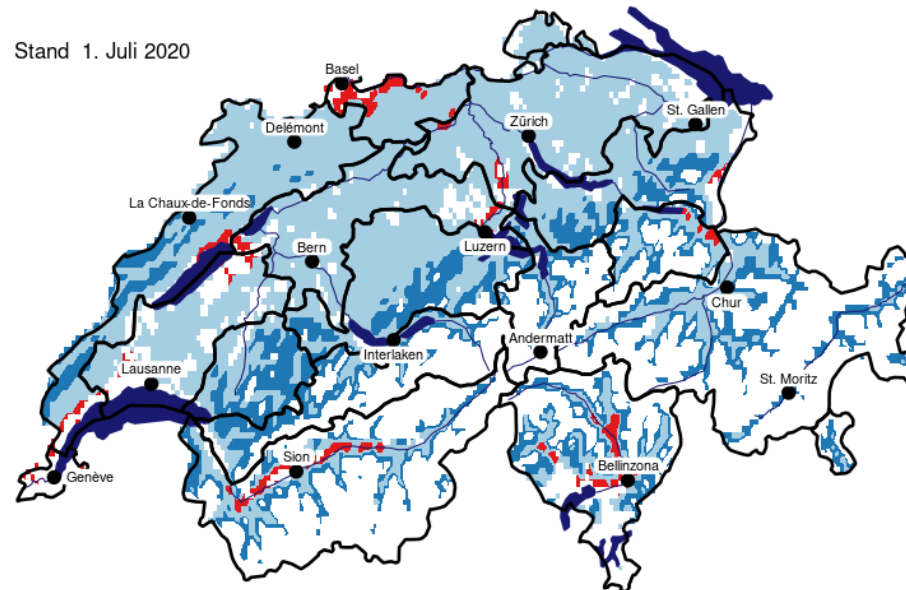 Stand 1. Juli 2020
Basel
St. Gallen
Zürich
Delémont
La Chaux-de-Fonds
Luzern
Bern
Chur
Andermatt
Interlaken
Lausanne
St. Moritz
Bellinzona
Sion
Genève